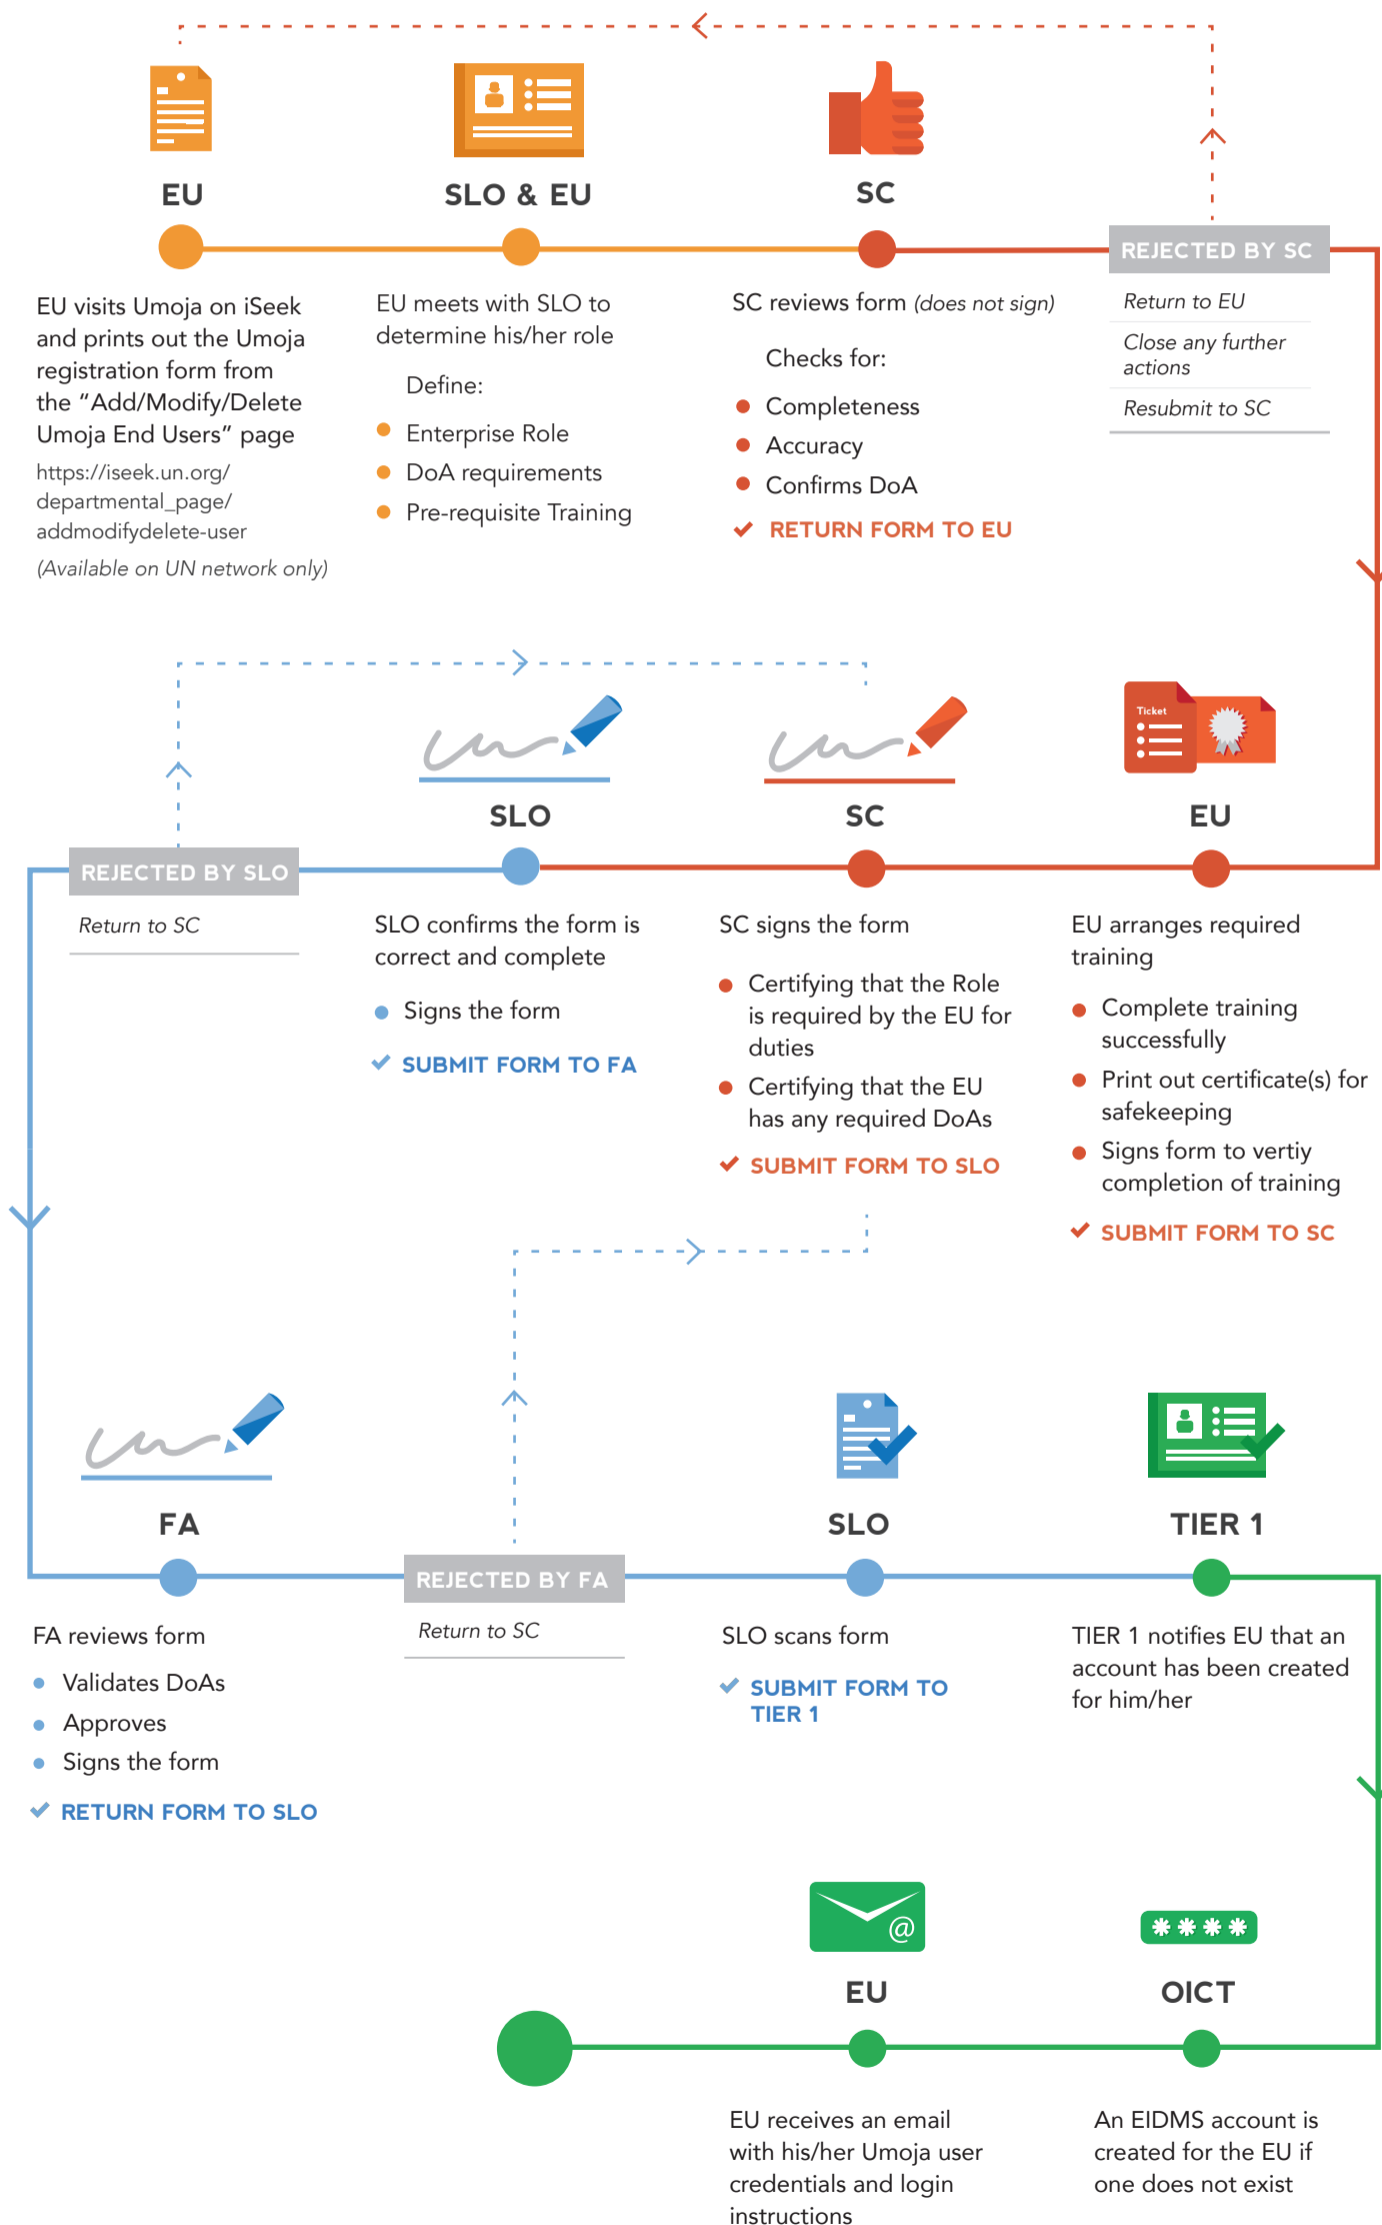 EU
SLO & EU
SC
REJECTED BY SC
EU visits Umoja on iSeek
and prints out the Umoja
registration form from
the “Add/Modify/Delete
Umoja End Users” page
https://iseek.un.org/
departmental_page/
addmodifydelete-user
(Available on UN network only)
EU meets with SLO to
determine his/her role
Define:
Enterprise Role
DoA requirements
Pre-requisite Training
SC reviews form (does not sign)
Checks for:
Completeness
Accuracy
Confirms DoA
RETURN FORM TO EU
Return to EU
Close any further
actions
Resubmit to SC
Ticket
SLO
SC
EU
REJECTED BY SLO
Return to SC
SLO confirms the form is
correct and complete
Signs the form
SUBMIT FORM TO FA
SC signs the form
Certifying that the Role
is required by the EU for
duties
Certifying that the EU
has any required DoAs
SUBMIT FORM TO SLO
EU arranges required
training
Complete training
successfully
Print out certificate(s) for
safekeeping
Signs form to vertiy
completion of training
SUBMIT FORM TO SC
FA
SLO
TIER 1
REJECTED BY FA
FA reviews form
Validates DoAs
Approves
Signs the form
RETURN FORM TO SLO
Return to SC
SLO scans form
SUBMIT FORM TO
TIER 1
TIER 1 notifies EU that an
account has been created
for him/her
@
****
EU
OICT
EU receives an email
with his/her Umoja user
credentials and login
instructions
An EIDMS account is
created for the EU if
one does not exist